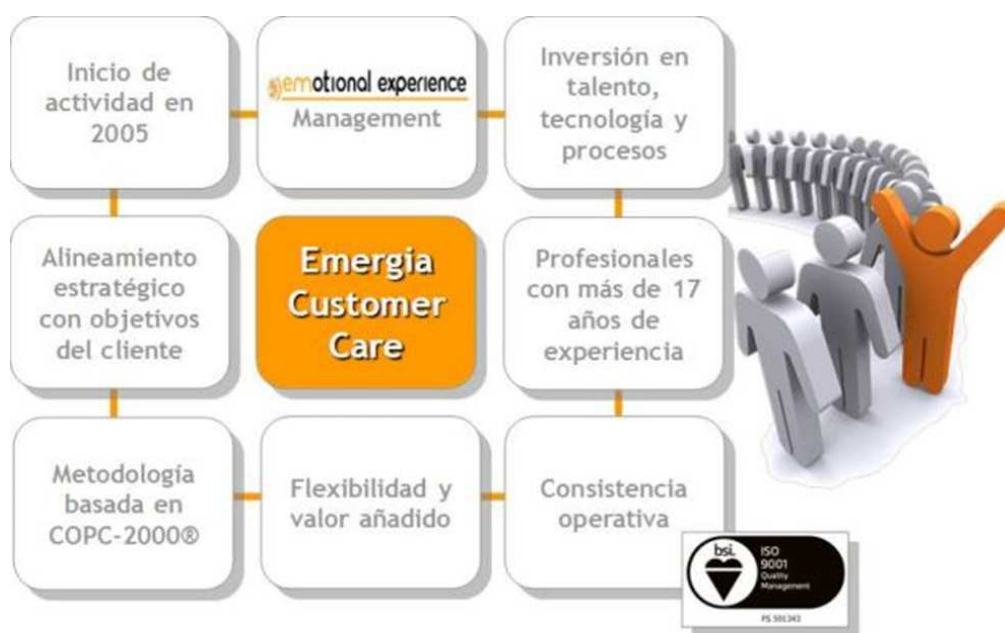 Inicio de
actividad en
2005
emotional experience
Management
Inversión en
talento,
tecnología y
procesos
Alineamiento
estratégico
con objetivos
del cliente
Emergia
Customer
Care
Profesionales
con más de 17
años de
experiencia
Metodología
basada en
COPC-2000®
Flexibilidad y
valor añadido
Consistencia
operativa
bsi.
ISO
9001
Quality
Management